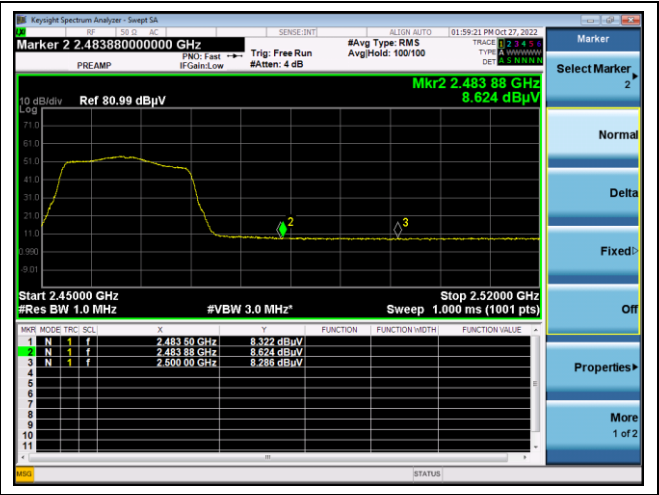 Keysight Spectrum Analyzer - Swept SA
RF 50 Ω AC SENSE:INT ALIGN AUTO 01:59:21 PM Oct 27, 2022
Marker 2 2.483880000000 GHz
PREAMP
PNO: Fast
IFGain:Low
Trig: Free Run
#Atten: 4 dB
#Avg Type: RMS
Avg|Hold: 100/100
TRACE 1 2 3 4 5 6
TYPE A WWWWW
DET A S N N N N
Mkr2 2.483 88 GHz
8.624 dBµV
10 dB/div Ref 80.99 dBµV
Log
71.0
61.0
51.0
41.0
31.0
21.0
11.0
0.990
-9.01
2
3
Start 2.45000 GHz Stop 2.52000 GHz
#Res BW 1.0 MHz #VBW 3.0 MHz* Sweep 1.000 ms (1001 pts)
MKR MODE TRC SCL X Y FUNCTION FUNCTION WIDTH FUNCTION VALUE
1 N 1 f 2.483 50 GHz 8.322 dBµV
2 N 1 f 2.483 88 GHz 8.624 dBµV
3 N 1 f 2.500 00 GHz 8.286 dBµV
4
5
6
7
8
9
10
11
MSG STATUS
Marker
Select Marker
2
Normal
Delta
Fixed
Off
Properties
More
1 of 2